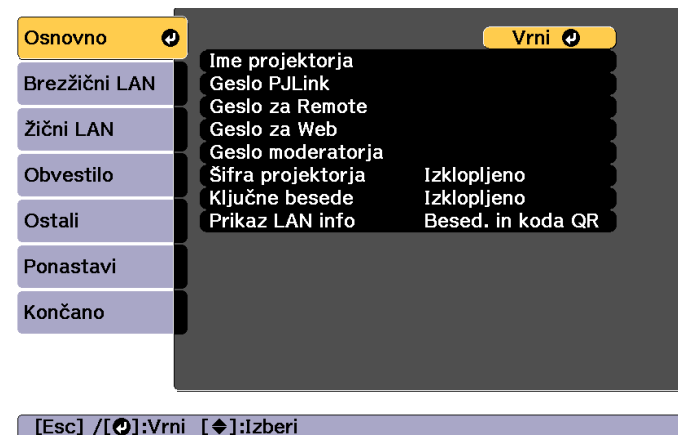 Osnovno
Brezžični LAN
Žični LAN
Obvestilo
Ostali
Ponastavi
Končano
Vrni
Ime projektorja
Geslo PJLink
Geslo za Remote
Geslo za Web
Geslo moderatorja
Šifra projektorja Izklopljeno
Ključne besede Izklopljeno
Prikaz LAN info Besed. in koda QR
[Esc] /[↵]:Vrni [◆]:Izberi